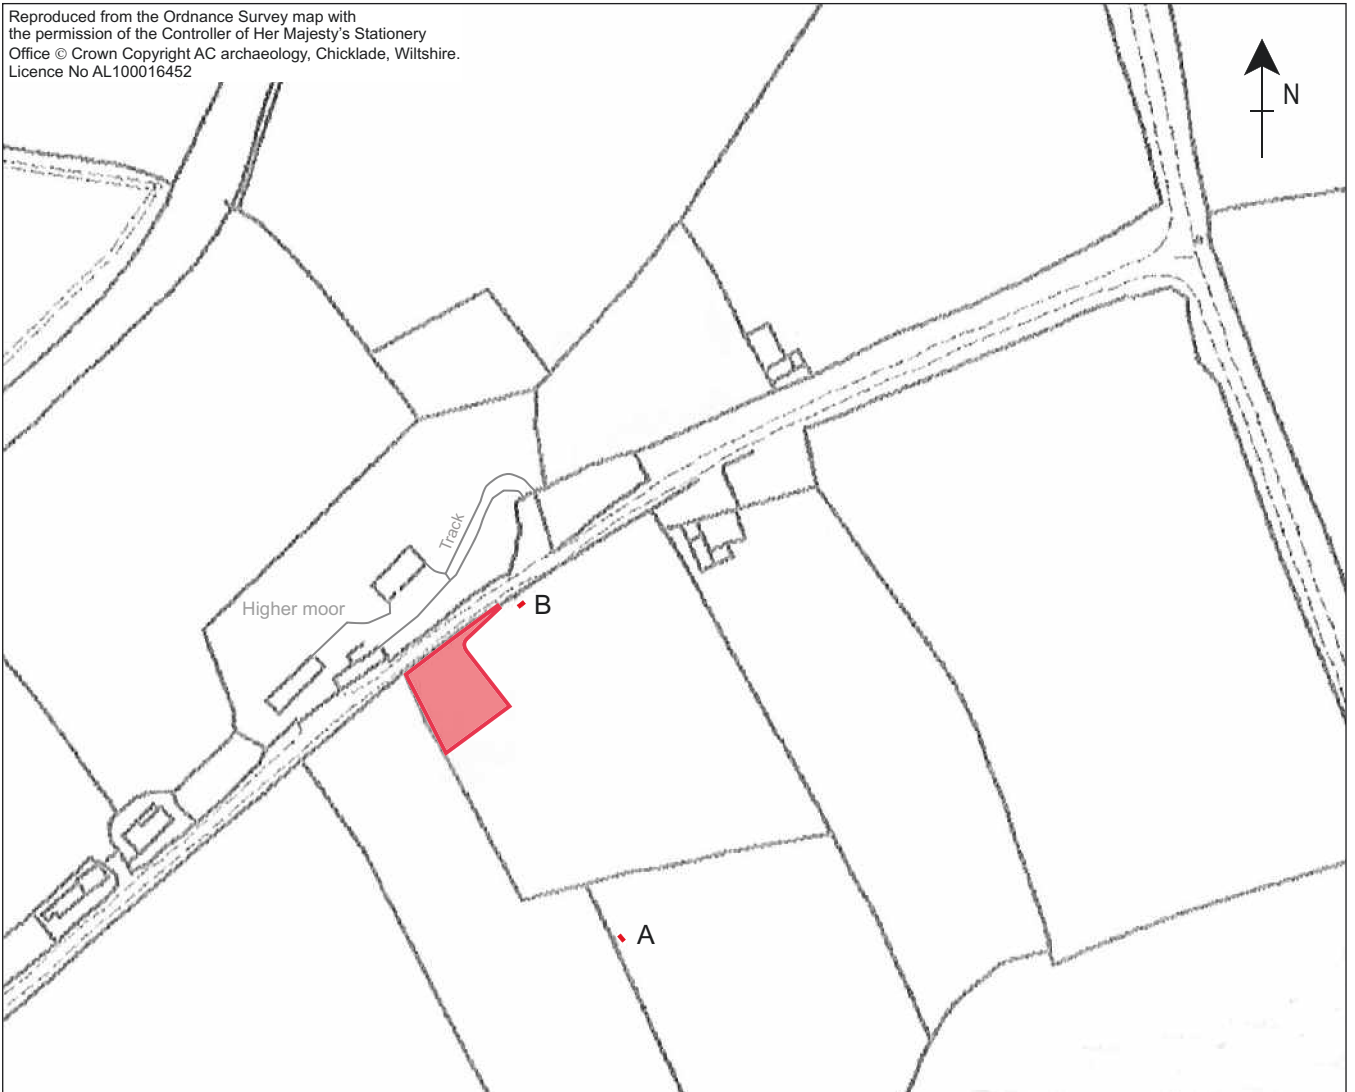 Reproduced from the Ordnance Survey map with
the permission of the Controller of Her Majesty's Stationery
Office © Crown Copyright AC archaeology, Chicklade, Wiltshire.
Licence No AL100016452
N
Track
Higher moor
B
A